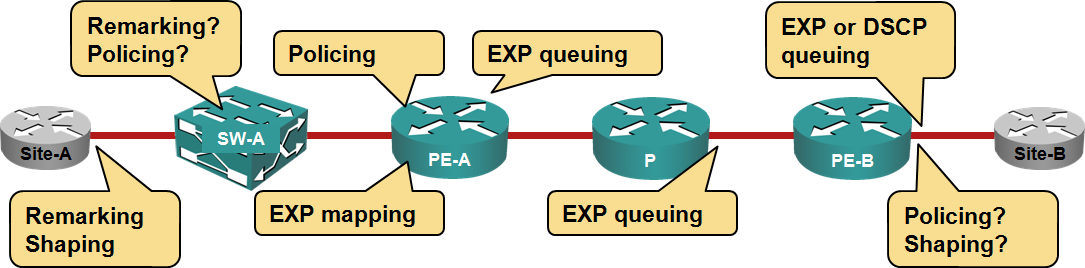 Remarking?
Policing?
Policing
EXP queuing
EXP or DSCP
queuing
Site-A
SW-A
PE-A
P
PE-B
Site-B
Remarking
Shaping
EXP mapping
EXP queuing
Policing?
Shaping?